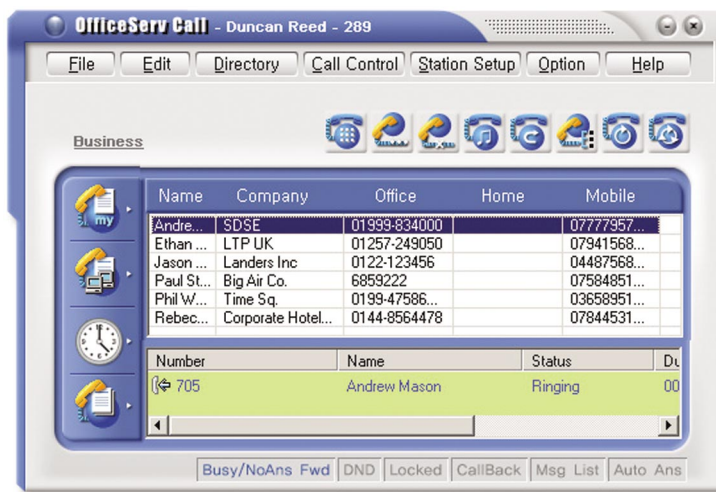 OfficeServ Call - Duncan Reed - 289
File Edit Directory Call Control Station Setup Option Help
Business
Name Company Office Home Mobile
Andre... SDSE 01999-834000 07777957...
Ethan ... LTP UK 01257-249050 07941568...
Jason ... Landers Inc 0122-123456 04487568...
Paul St... Big Air Co. 6859222 07584851...
Phil W... Time Sq. 0199-47586... 03658951...
Rebec... Corporate Hotel... 0144-8564478 07844531...
my
Number Name Status Du
705 Andrew Mason Ringing 00
Busy/NoAns Fwd DND Locked CallBack Msg List Auto Ans